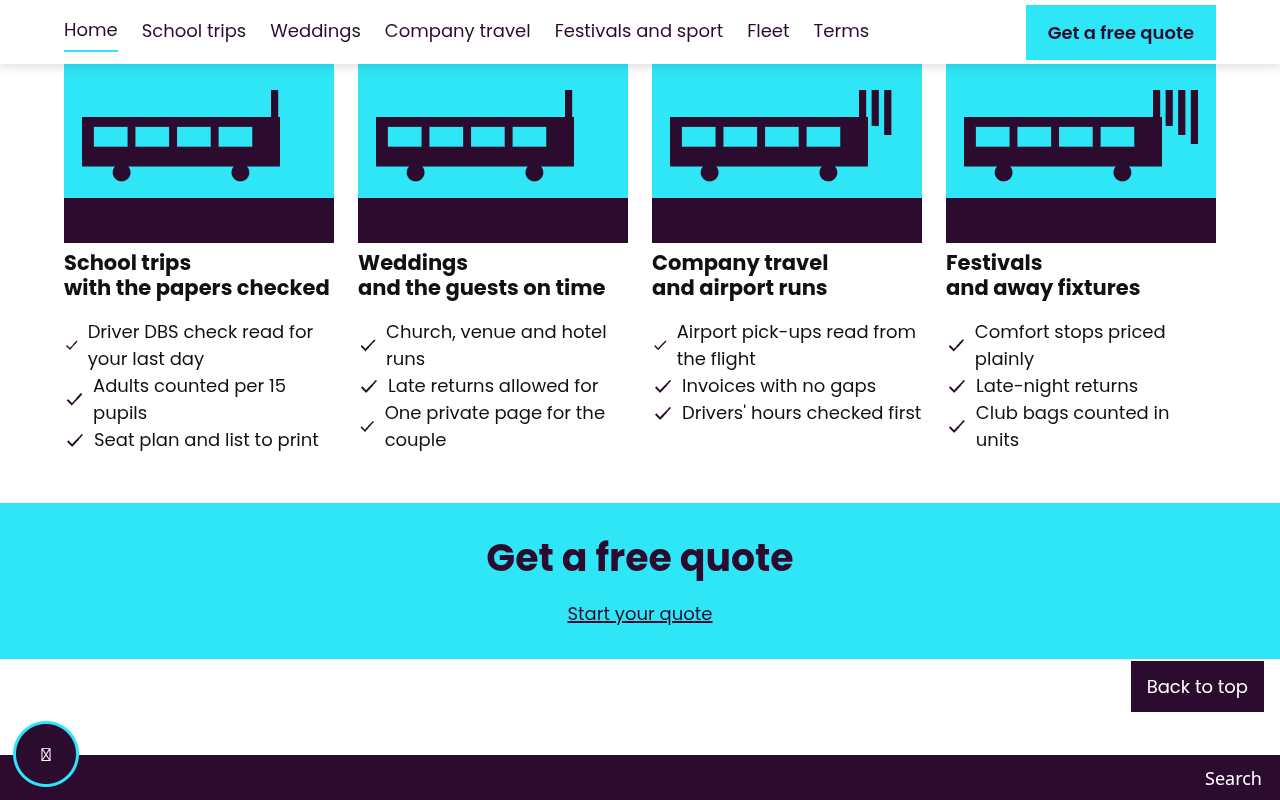 Home School trips Weddings Company travel Festivals and sport Fleet Terms
Get a free quote
School trips
with the papers checked
Driver DBS check read for
your last day
Adults counted per 15
pupils
Seat plan and list to print
Weddings
and the guests on time
Church, venue and hotel
runs
Late returns allowed for
One private page for the
couple
Company travel
and airport runs
Airport pick-ups read from
the flight
Invoices with no gaps
Drivers' hours checked first
Festivals
and away fixtures
Comfort stops priced
plainly
Late-night returns
Club bags counted in
units
Get a free quote
Start your quote
Back to top
Search